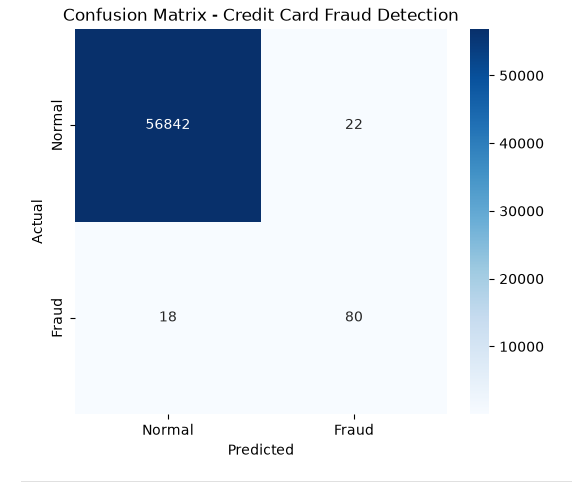 Confusion Matrix - Credit Card Fraud Detection
Normal
Fraud
Actual
56842
22
18
80
Normal
Fraud
Predicted
50000
40000
30000
20000
10000